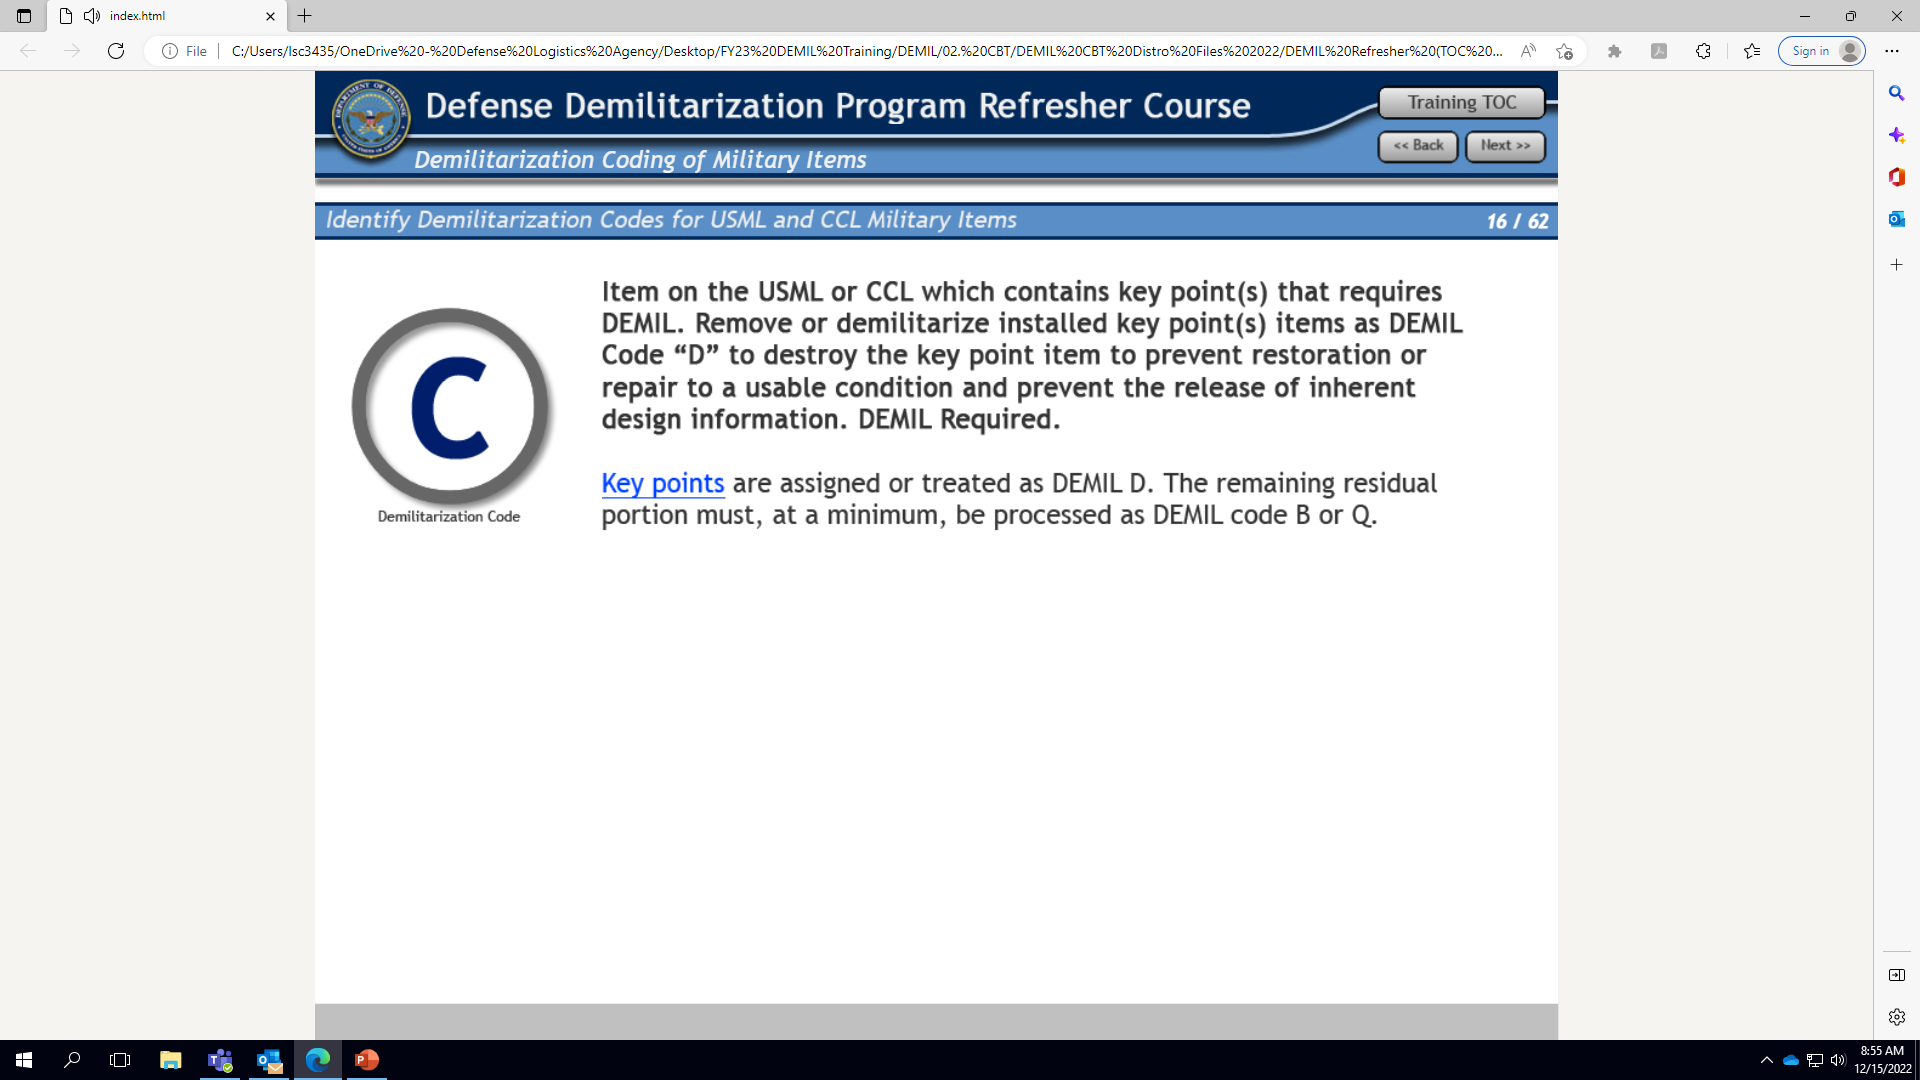 index.html
File
C:/Users/lsc3435/OneDrive%20-%20Defense%20Logistics%20Agency/Desktop/FY23%20DEMIL%20Training/DEMIL/02.%20CBT/DEMIL%20CBT%20Distro%20Files%202022/DEMIL%20Refresher%20(TOC%20...
Sign in
Defense Demilitarization Program Refresher Course
Training TOC
<< Back
Next >>
Demilitarization Coding of Military Items
Identify Demilitarization Codes for USML and CCL Military Items
16 / 62
Item on the USML or CCL which contains key point(s) that requires
DEMIL. Remove or demilitarize installed key point(s) items as DEMIL
Code “D” to destroy the key point item to prevent restoration or
repair to a usable condition and prevent the release of inherent
design information. DEMIL Required.
C
Demilitarization Code
Key points are assigned or treated as DEMIL D. The remaining residual
portion must, at a minimum, be processed as DEMIL code B or Q.
8:55 AM
12/15/2022